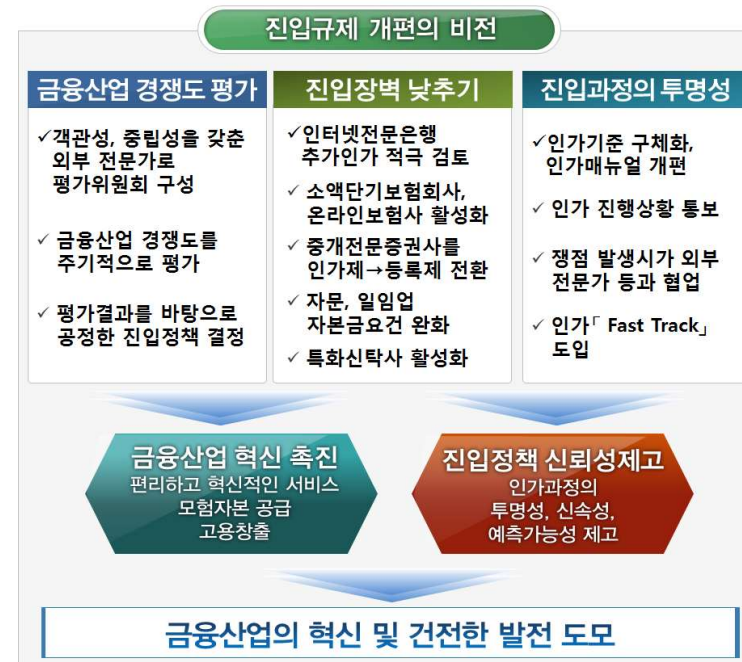 진입규제 개편의 비전
금융산업 경쟁도 평가
✓객관성, 중립성을 갖춘
외부 전문가로
평가위원회 구성
✓ 금융산업 경쟁도를
주기적으로 평가
✓ 평가결과를 바탕으로
공정한 진입정책 결정
진입장벽 낮추기
✓인터넷전문은행
추가인가 적극 검토
✓ 소액단기보험회사,
온라인보험사 활성화
✓ 중개전문증권사를
인가제→등록제 전환
✓ 자문, 일임업
자본금요건 완화
✓ 특화신탁사 활성화
진입과정의 투명성
✓인가기준 구체화,
인가매뉴얼 개편
✓ 인가 진행상황 통보
✓ 쟁점 발생시가 외부
전문가 등과 협업
✓ 인가「 Fast Track」
도입
금융산업 혁신 촉진
편리하고 혁신적인 서비스
모험자본 공급
고용창출
진입정책 신뢰성제고
인가과정의
투명성, 신속성,
예측가능성 제고
금융산업의 혁신 및 건전한 발전 도모